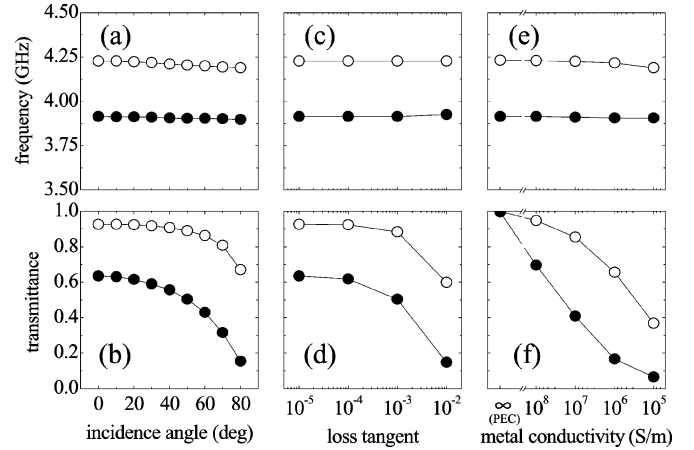 (a) (c) (e)
4.50
4.25
4.00
3.75
3.50
frequency (GHz)
1.0
0.8
0.6
0.4
0.2
0.0
transmittance
(b) (d) (f)
0 20 40 60 80
incidence angle (deg)
10⁻⁵ 10⁻⁴ 10⁻³ 10⁻²
loss tangent
∞ 10⁸ 10⁷ 10⁶ 10⁵
(PEC)
metal conductivity (S/m)